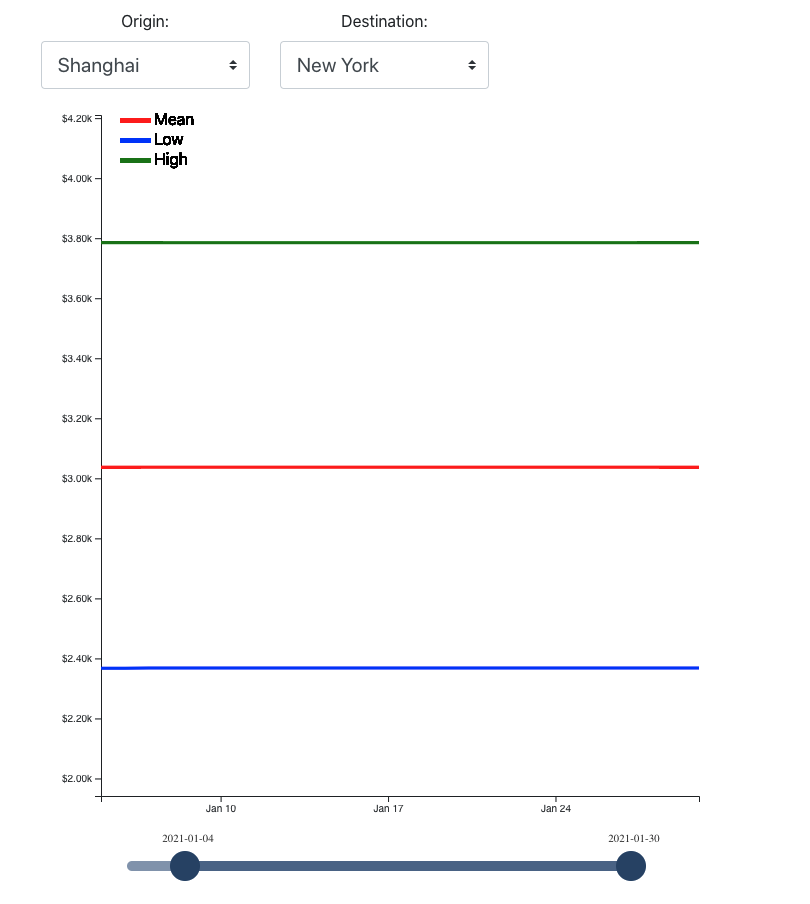 Origin: Destination:
Shanghai New York
$4.20k
Mean
Low
High
$4.00k
$3.80k
$3.60k
$3.40k
$3.20k
$3.00k
$2.80k
$2.60k
$2.40k
$2.20k
$2.00k
Jan 10 Jan 17 Jan 24
2021-01-04 2021-01-30